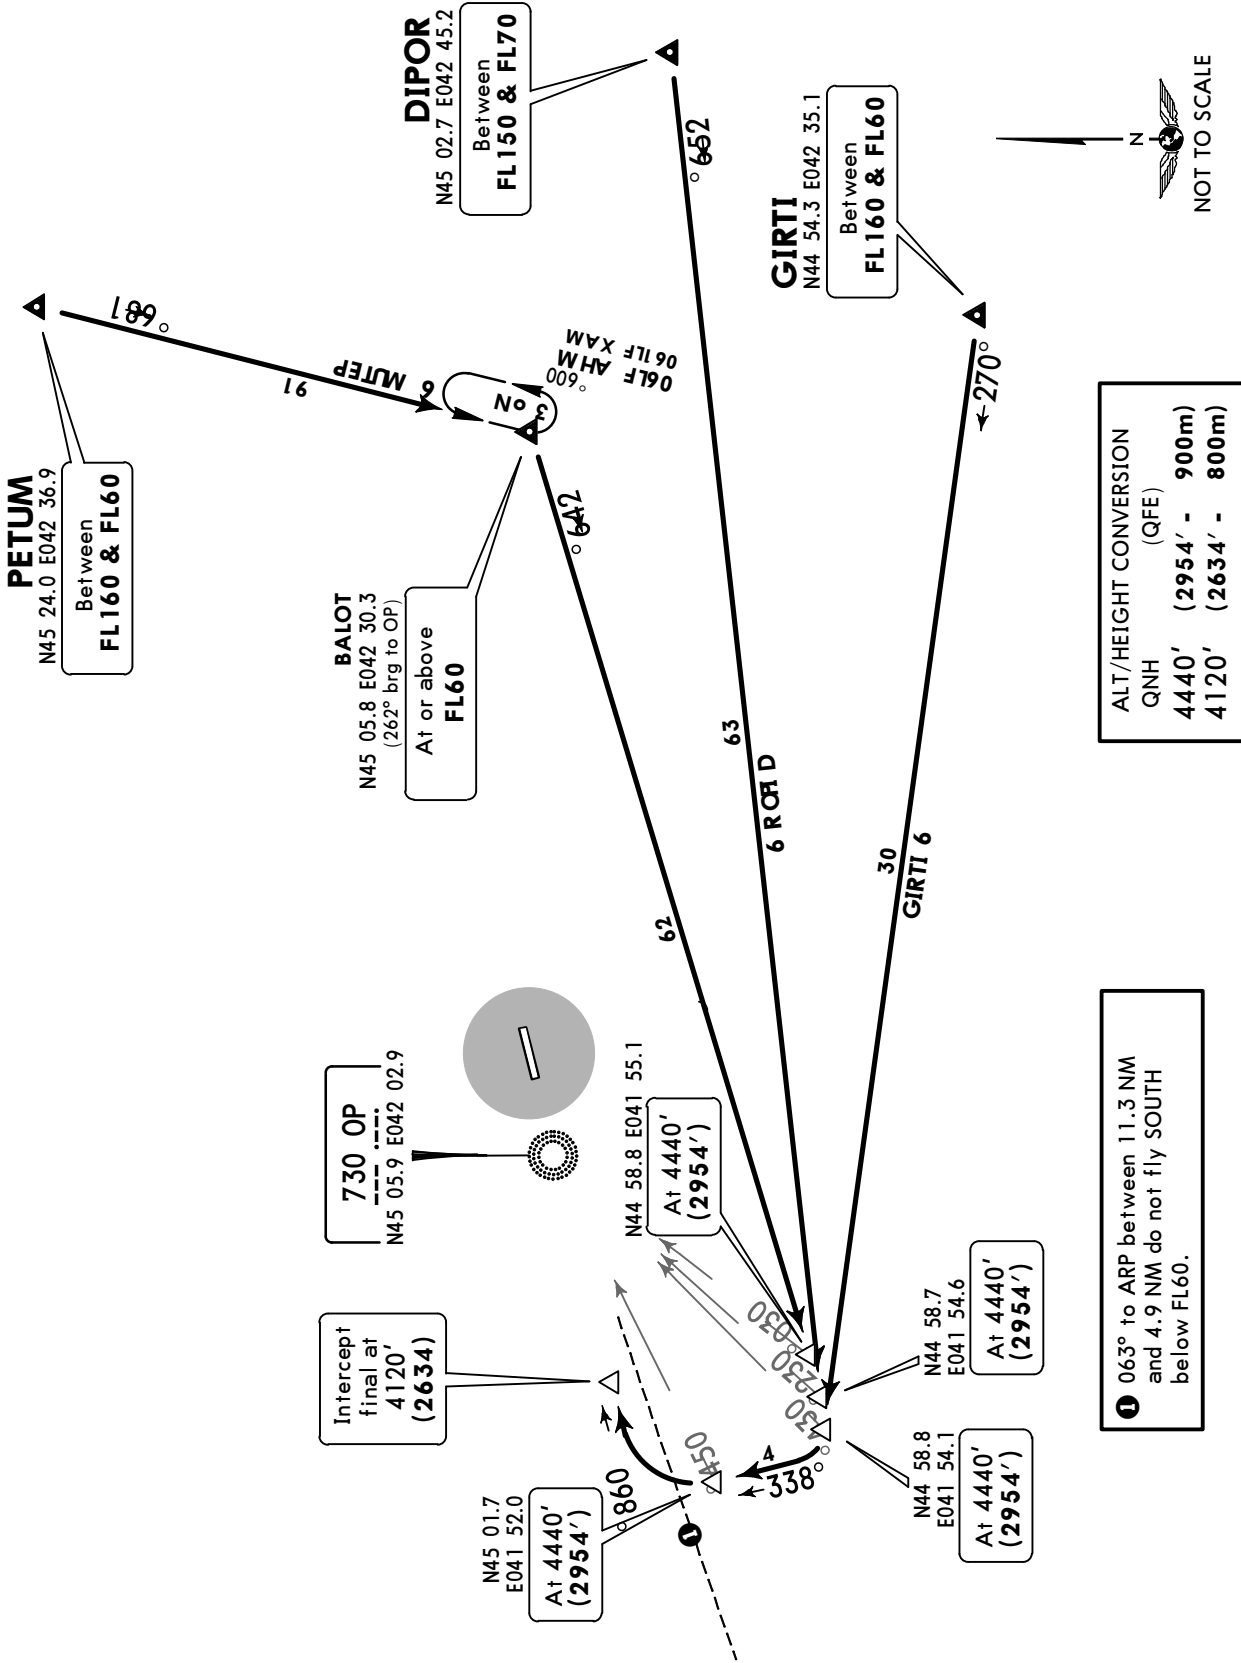 PETUM
N45 24.0 E042 36.9
Between
FL160 & FL60
DIPOR
N45 02.7 E042 45.2
Between
FL150 & FL70
GIRTI
N44 54.3 E042 35.1
Between
FL160 & FL60
BALOT
N45 05.8 E042 30.3
(262° brg to OP)
At or above
FL60
270°
30
GIRTI 6
63
62
730 OP
N45 05.9 E042 02.9
N44 58.8 E041 55.1
At 4440'
(2954')
N44 58.7
E041 54.6
At 4440'
(2954')
N44 58.8
E041 54.1
At 4440'
(2954')
N45 01.7
E041 52.0
At 4440'
(2954')
Intercept
final at
4120'
(2634)
338°
4
ALT/HEIGHT CONVERSION
QNH (QFE)
4440' (2954' - 900m)
4120' (2634' - 800m)
1 063° to ARP between 11.3 NM
and 4.9 NM do not fly SOUTH
below FL60.
N
NOT TO SCALE